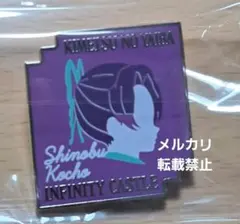 KIMETSU NO YAIBA
メルカリ
転載禁止
Shinobu
Kocho
INFINITY CASTLE